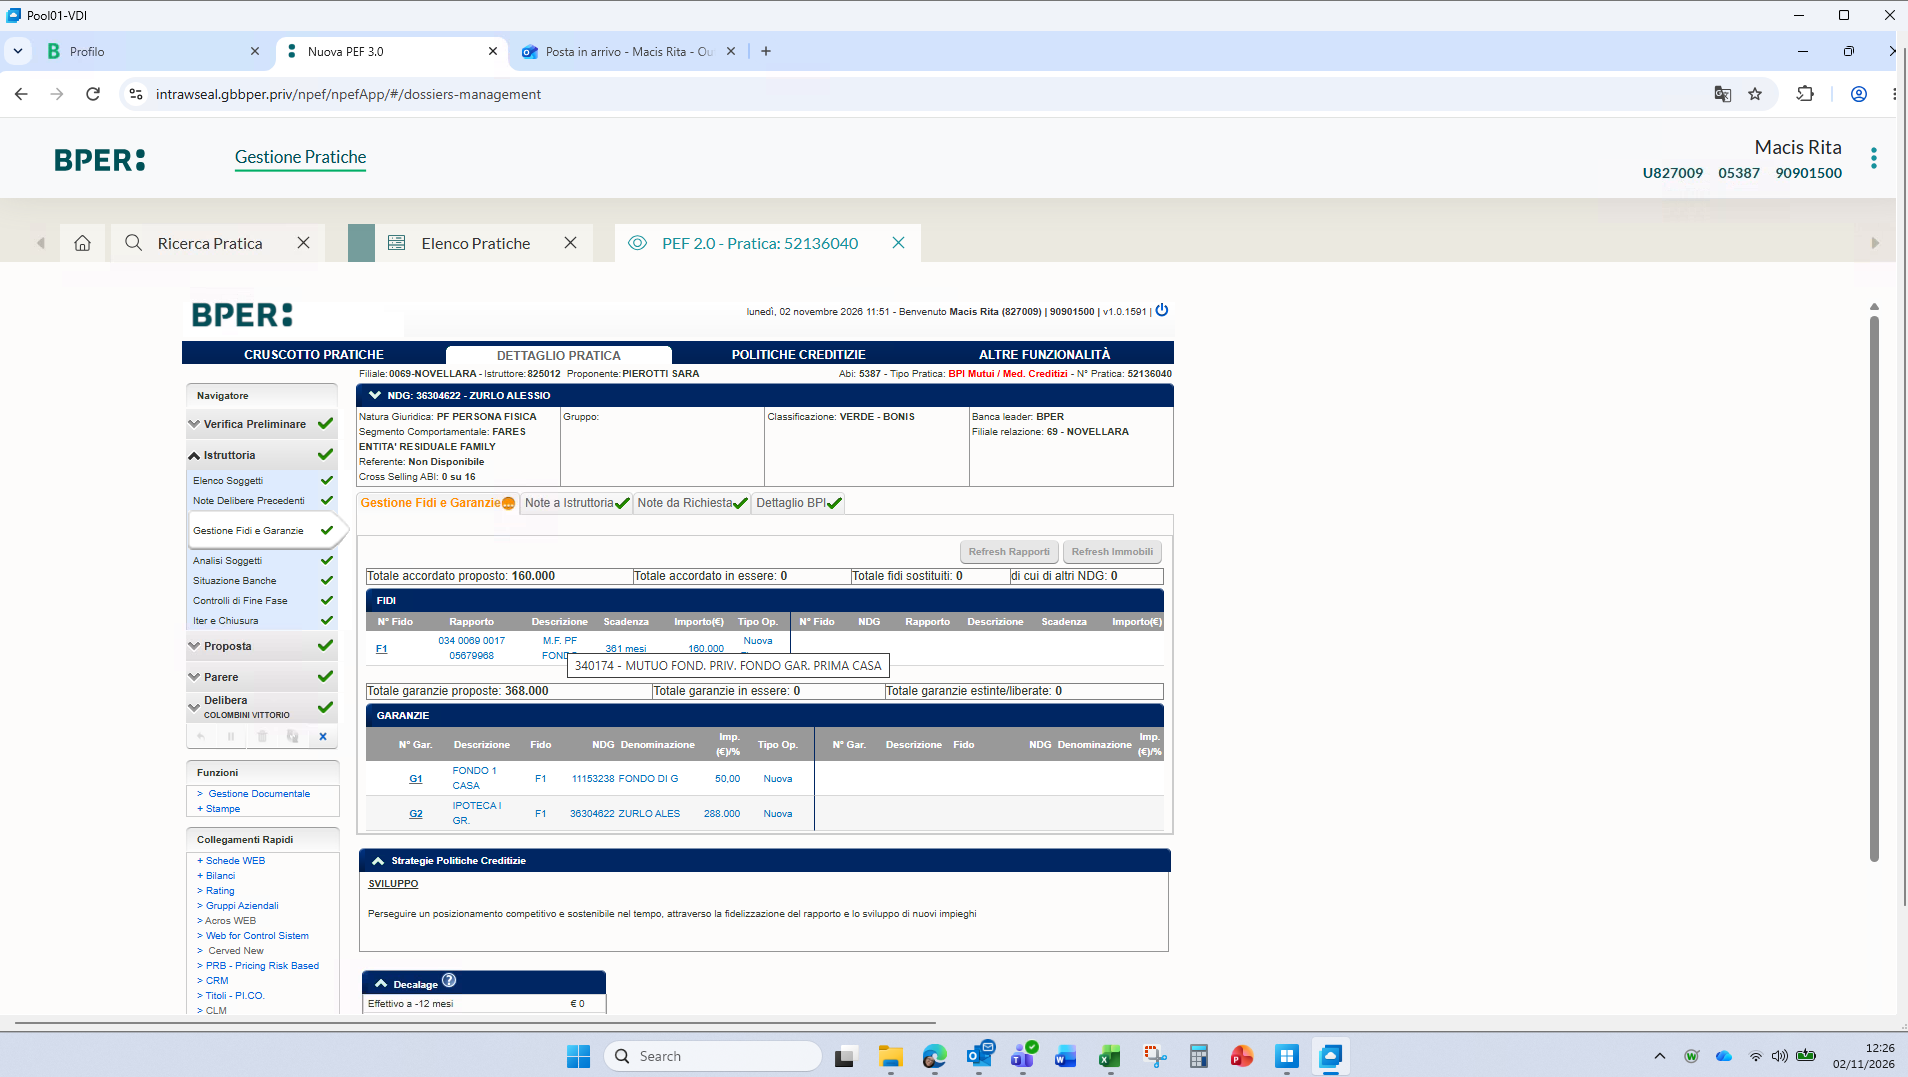 Pool01-VDI
Profilo
Nuova PEF 3.0
Posta in arrivo - Macis Rita - Ou
intrawseal.gbbper.priv/npef/npefApp/#/dossiers-management
BPER:
Gestione Pratiche
Macis Rita
U827009 05387 90901500
Ricerca Pratica
Elenco Pratiche
PEF 2.0 - Pratica: 52136040
BPER:
lunedì, 02 novembre 2026 11:51 - Benvenuto Macis Rita (827009) | 90901500 | v1.0.1591 |
CRUSCOTTO PRATICHE DETTAGLIO PRATICA POLITICHE CREDITIZIE ALTRE FUNZIONALITÀ
Filiale: 0069-NOVELLARA - Istruttore: 825012 Proponente: PIEROTTI SARA
Abi: 5387 - Tipo Pratica: BPI Mutui / Med. Creditizi - N° Pratica: 52136040
Navigatore
Verifica Preliminare
Istruttoria
Elenco Soggetti
Note Delibere Precedenti
Gestione Fidi e Garanzie
Analisi Soggetti
Situazione Banche
Controlli di Fine Fase
Iter e Chiusura
Proposta
Parere
Delibera
COLOMBINI VITTORIO
Funzioni
> Gestione Documentale
+ Stampe
Collegamenti Rapidi
+ Schede WEB
+ Bilanci
> Rating
> Gruppi Aziendali
> Acros WEB
> Web for Control Sistem
> Cerved New
> PRB - Pricing Risk Based
> CRM
> Titoli - PI.CO.
> CLM
NDG: 36304622 - ZURLO ALESSIO
Natura Giuridica: PF PERSONA FISICA
Segmento Comportamentale: FARES
ENTITA' RESIDUALE FAMILY
Referente: Non Disponibile
Cross Selling ABI: 0 su 16
Gruppo:
Classificazione: VERDE - BONIS
Banca leader: BPER
Filiale relazione: 69 - NOVELLARA
Gestione Fidi e Garanzie Note a Istruttoria Note da Richiesta Dettaglio BPI
Refresh Rapporti Refresh Immobili
Totale accordato proposto: 160.000 Totale accordato in essere: 0 Totale fidi sostituiti: 0 di cui di altri NDG: 0
FIDI
N° Fido Rapporto Descrizione Scadenza Importo(€) Tipo Op. N° Fido NDG Rapporto Descrizione Scadenza Importo(€)
034 0069 0017 M.F. PF Nuova
F1 361 mesi 160.000
05679968 FOND
340174 - MUTUO FOND. PRIV. FONDO GAR. PRIMA CASA
Totale garanzie proposte: 368.000 Totale garanzie in essere: 0 Totale garanzie estinte/liberate: 0
GARANZIE
N° Gar. Descrizione Fido NDG Denominazione Imp. (€)/% Tipo Op. N° Gar. Descrizione Fido NDG Denominazione Imp. (€)/%
G1 FONDO 1 CASA F1 11153238 FONDO DI G 50,00 Nuova
G2 IPOTECA I GR. F1 36304622 ZURLO ALES 288.000 Nuova
Strategie Politiche Creditizie
SVILUPPO
Perseguire un posizionamento competitivo e sostenibile nel tempo, attraverso la fidelizzazione del rapporto e lo sviluppo di nuovi impieghi
Decalage ?
Effettivo a -12 mesi € 0
Search
12:26
02/11/2026